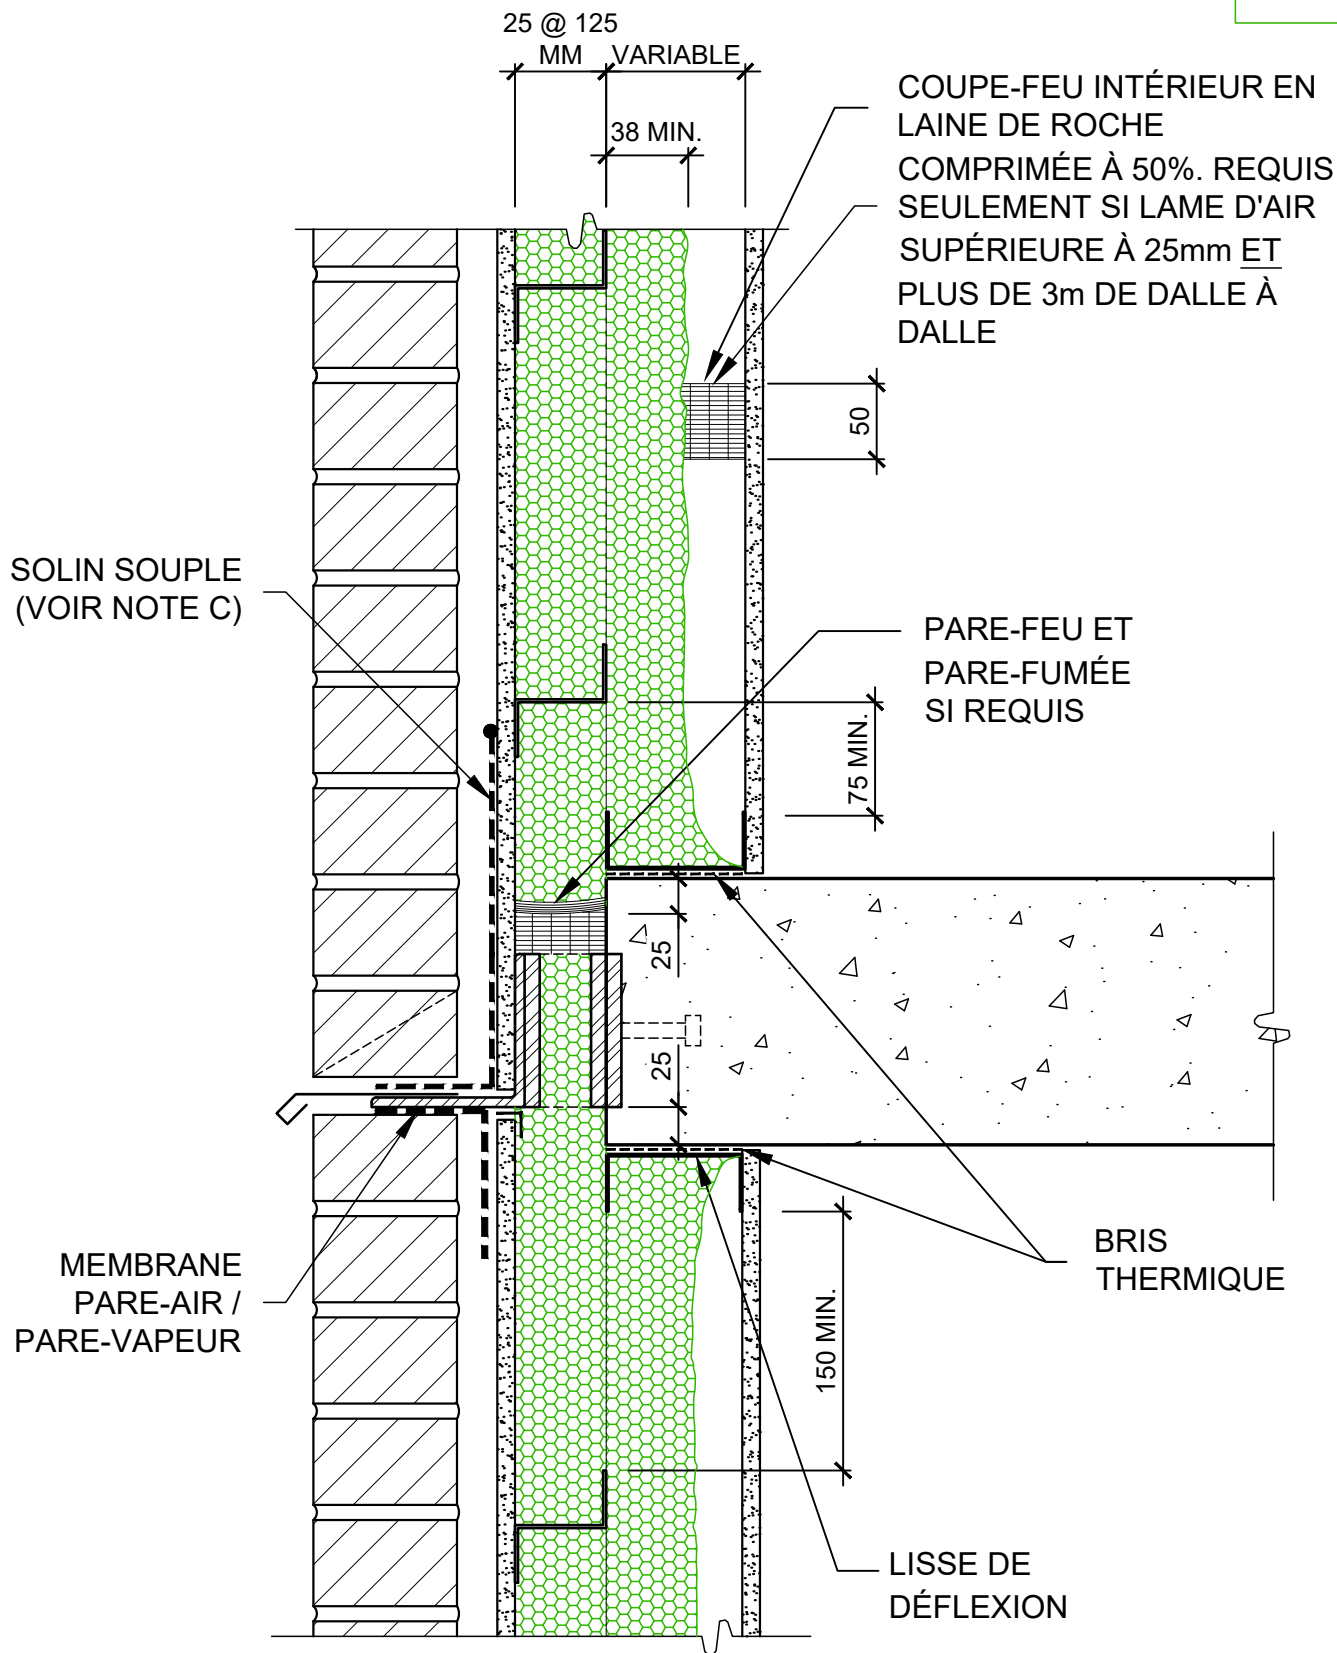 25 @ 125
MM
VARIABLE
38 MIN.
COUPE-FEU INTÉRIEUR EN
LAINE DE ROCHE
COMPRIMÉE À 50%. REQUIS
SEULEMENT SI LAME D'AIR
SUPÉRIEURE À 25mm ET
PLUS DE 3m DE DALLE À
DALLE
50
SOLIN SOUPLE
(VOIR NOTE C)
PARE-FEU ET
PARE-FUMÉE
SI REQUIS
75 MIN.
25
25
MEMBRANE
PARE-AIR /
PARE-VAPEUR
BRIS
THERMIQUE
150 MIN.
LISSE DE
DÉFLEXION